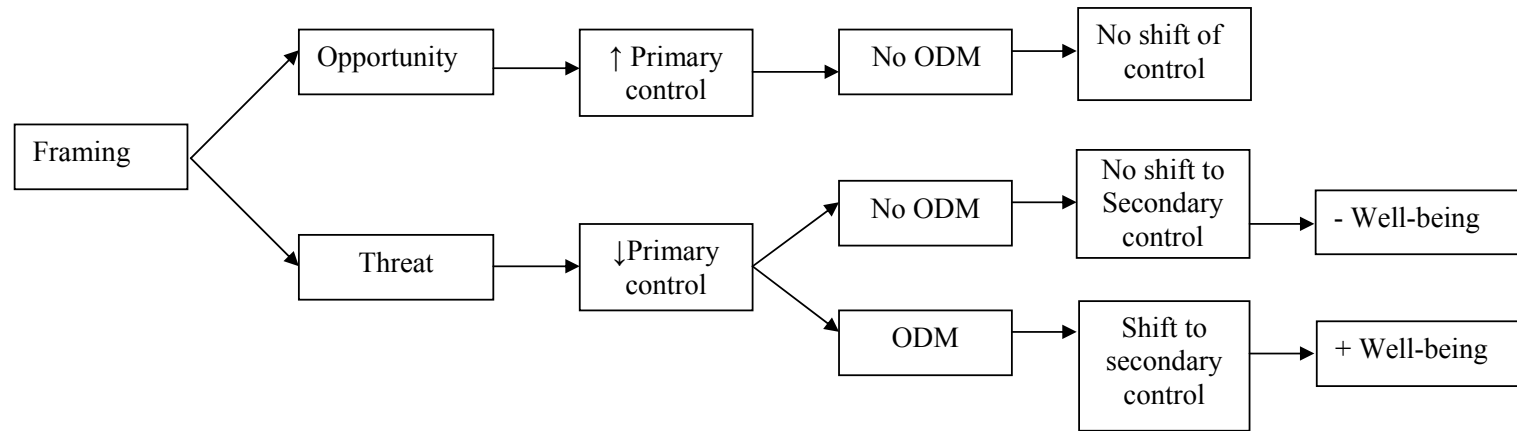 Framing
Opportunity
↑ Primary
control
No ODM
No shift of
control
Threat
↓Primary
control
No ODM
No shift to
Secondary
control
- Well-being
ODM
Shift to
secondary
control
+ Well-being